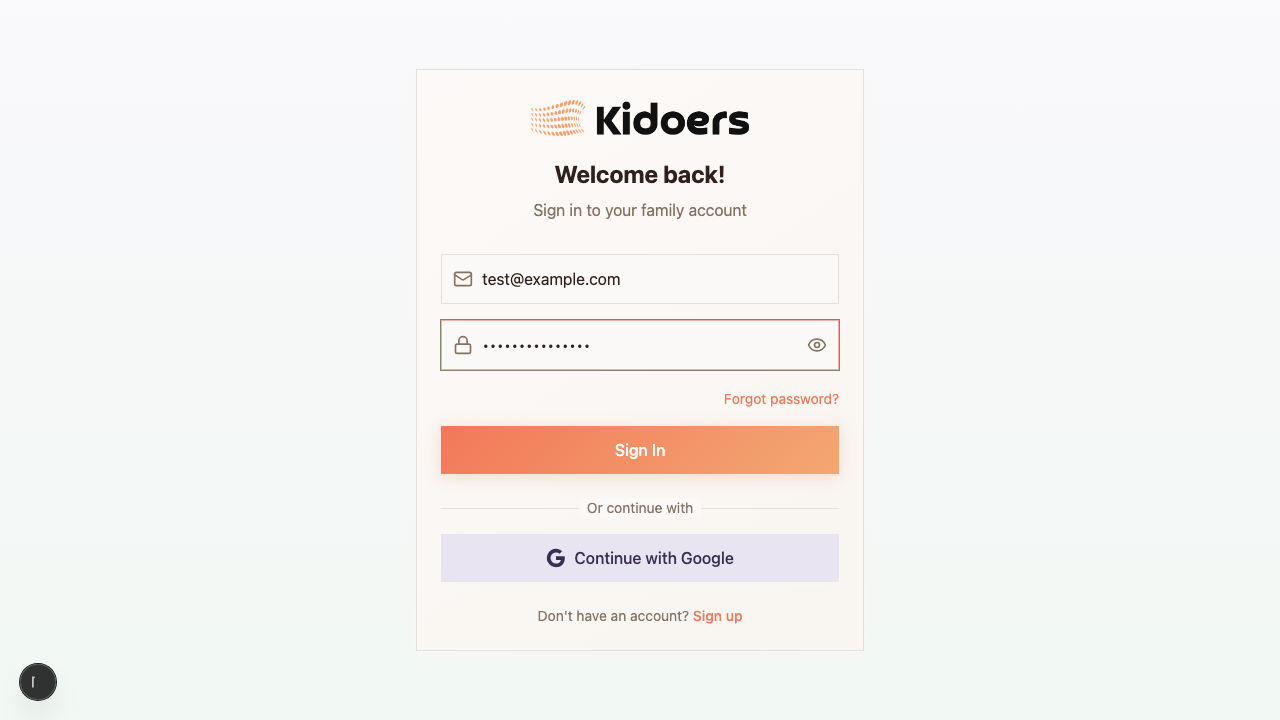 Kidoers
Welcome back!
Sign in to your family account
test@example.com
•••••••••••••••
Forgot password?
Sign In
Or continue with
Continue with Google
Don't have an account? Sign up